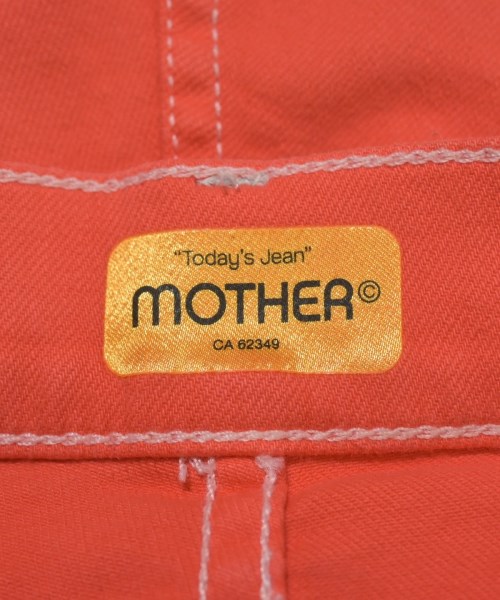 "Today's Jean"
MOTHER©
CA 62349